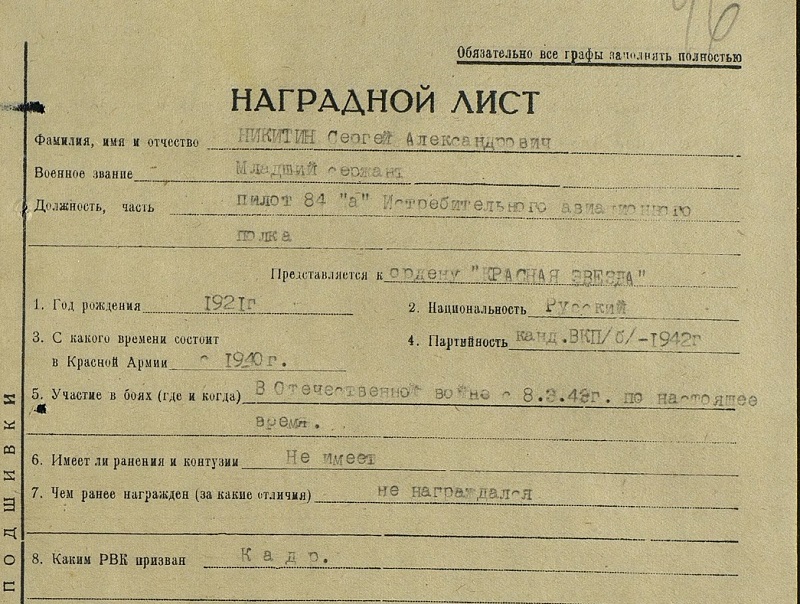 96
Обязательно все графы заполнять полностью
НАГРАДНОЙ ЛИСТ
Фамилия, имя и отчество НИКИТИН Сергей Александрович
Военное звание Младший сержант
Должность, часть пилот 84 "а" Истребительного авиационного
полка
Представляется к ордену "КРАСНАЯ ЗВЕЗДА"
1. Год рождения 1921г
2. Национальность Русский
3. С какого времени состоит
в Красной Армии с 1940г.
4. Партийность канд.ВКП/б/-1942г
5. Участие в боях (где и когда) В Отечественной войне с по настоящее
время.
6. Имеет ли ранения и контузии Не имеет
7. Чем ранее награжден (за какие отличия) не награждался
8. Каким РВК призван Кадр.
ПОДШИВКИ